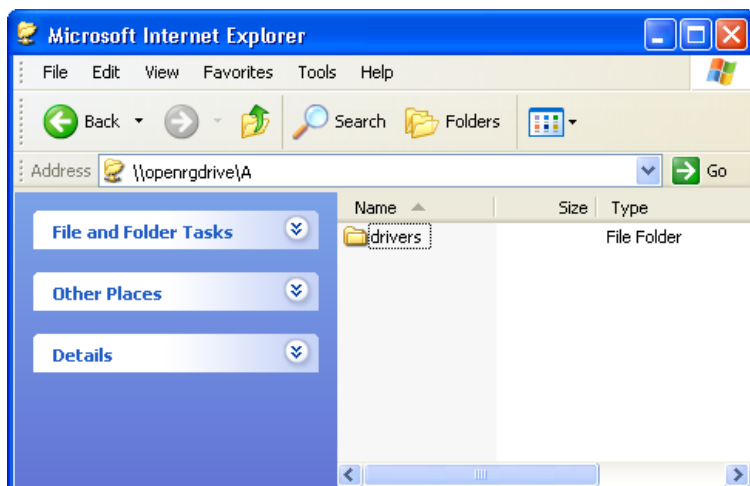 Microsoft Internet Explorer
File Edit View Favorites Tools Help
Back Search Folders
Address \\openrgdrive\A Go
Name Size Type
File and Folder Tasks
drivers File Folder
Other Places
Details